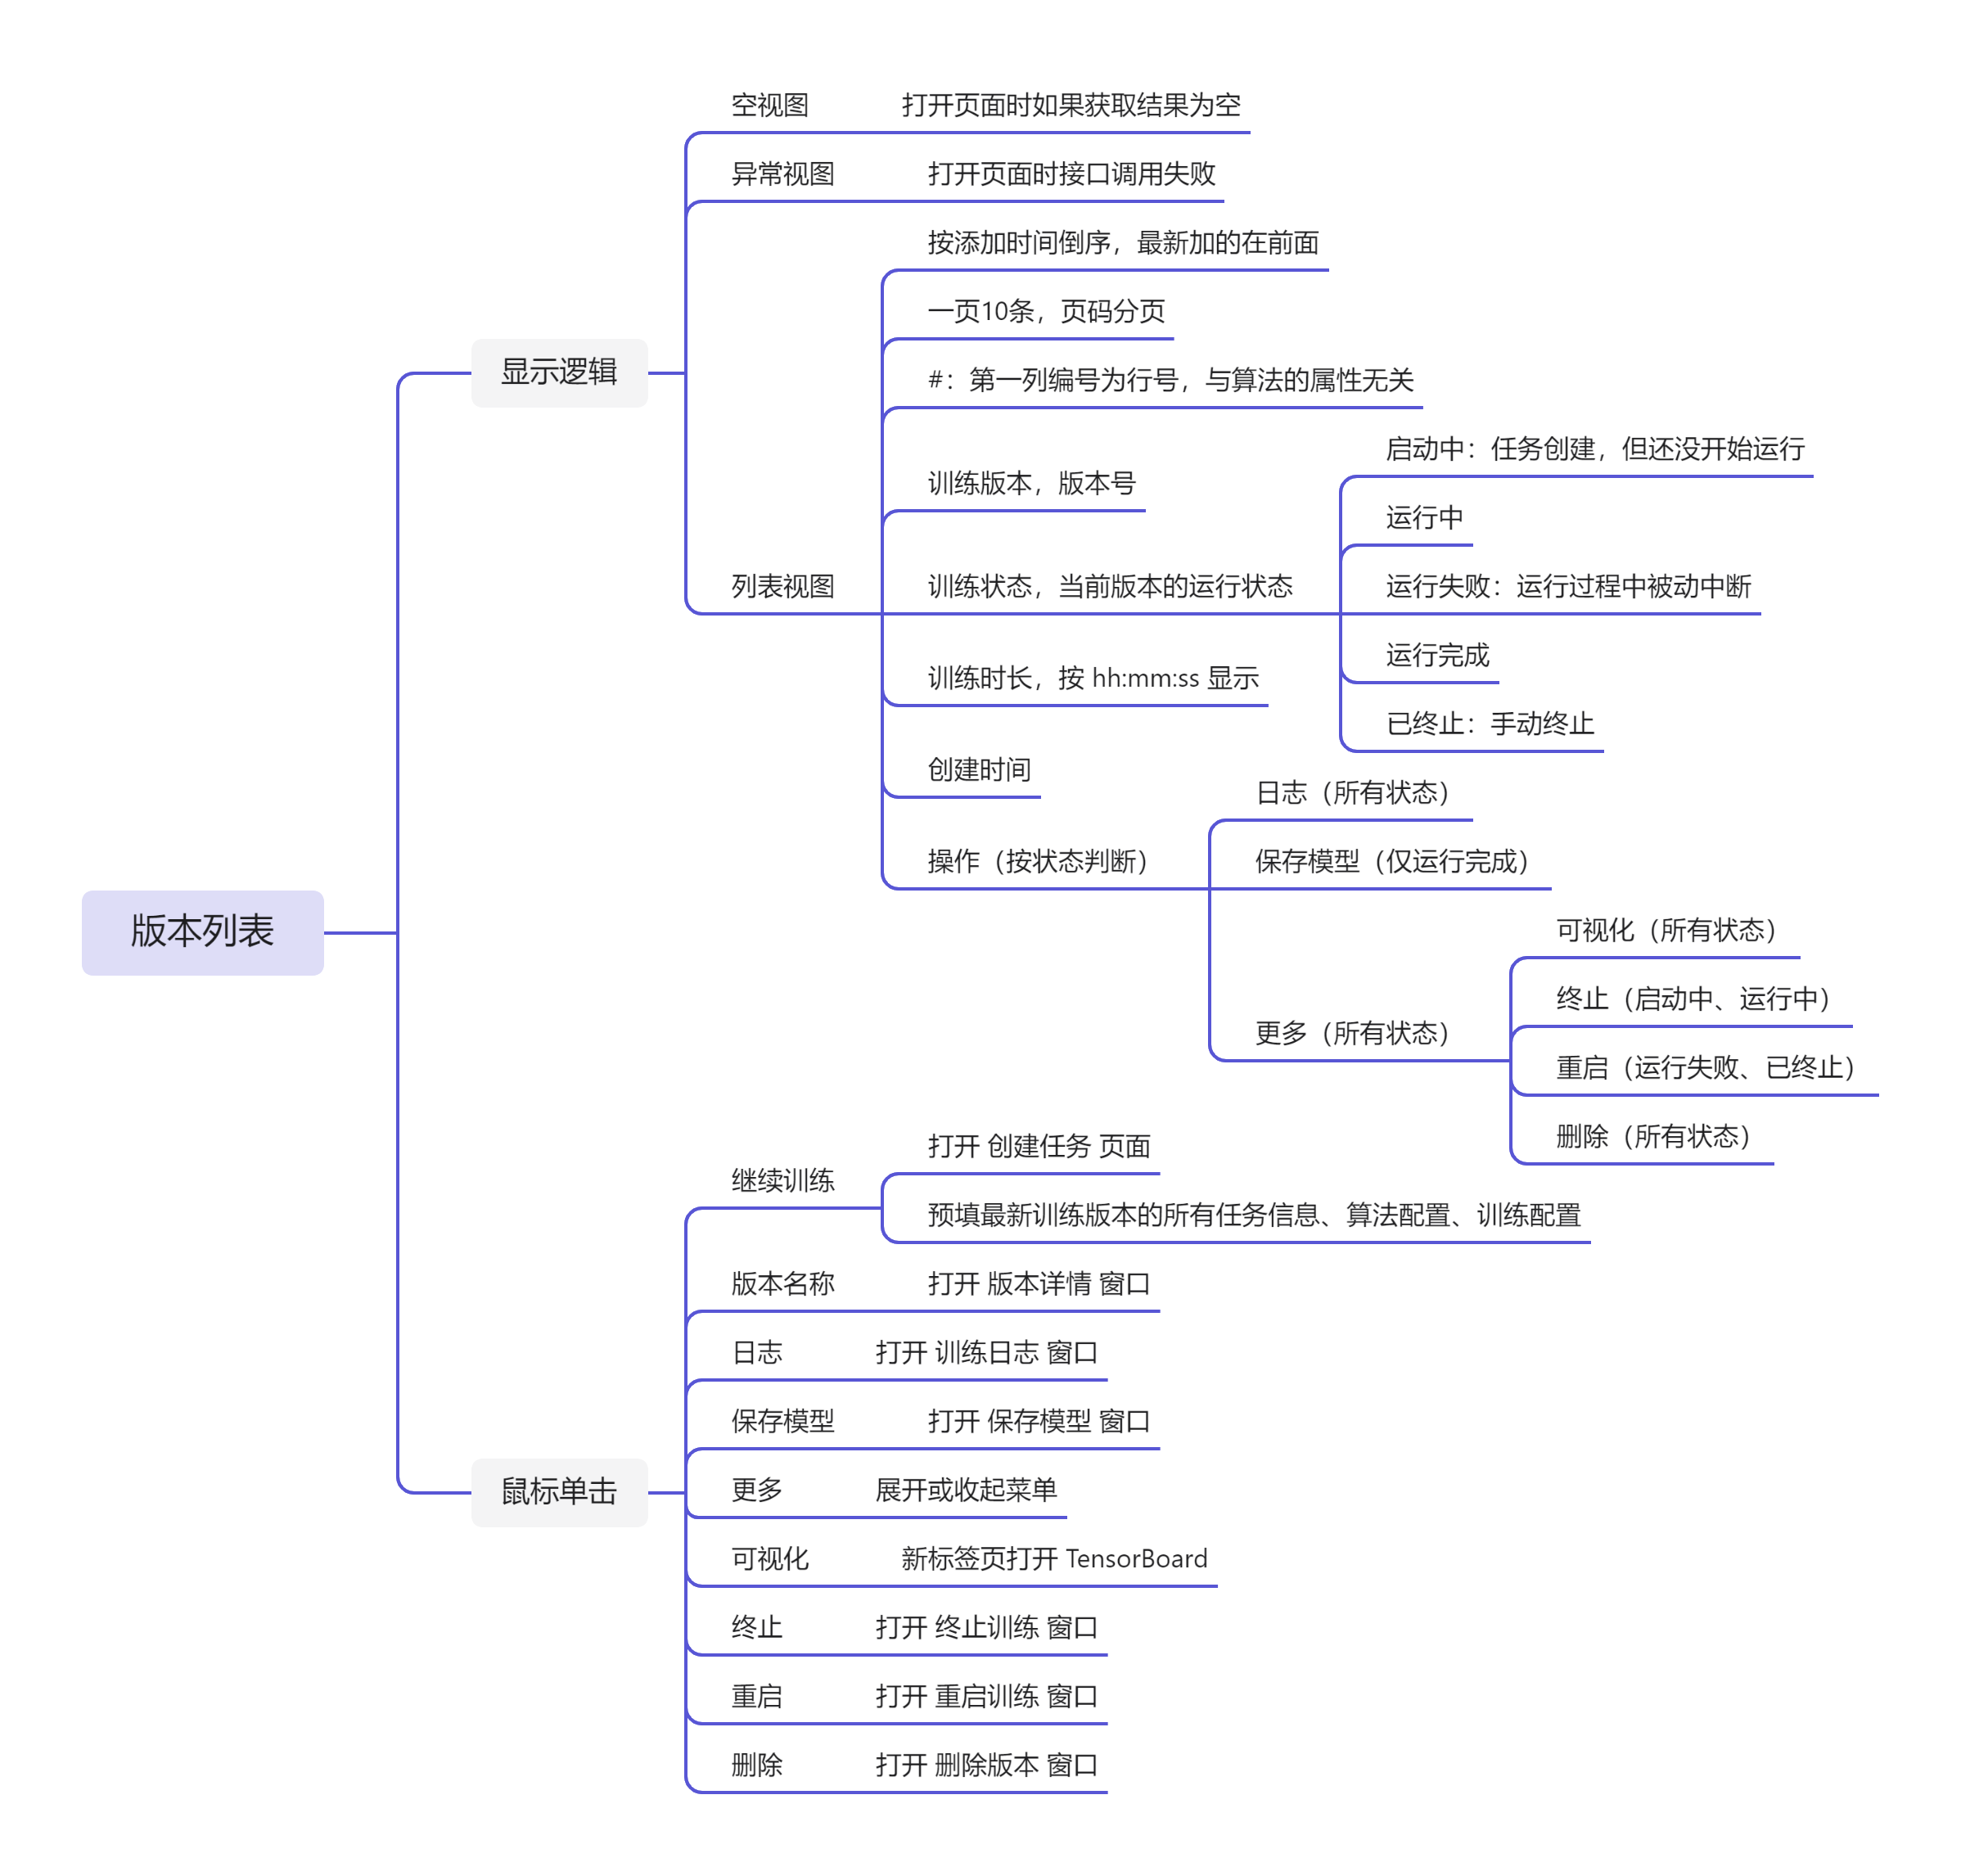 版本列表
显示逻辑
空视图
打开页面时如果获取结果为空
异常视图
打开页面时接口调用失败
列表视图
按添加时间倒序，最新加的在前面
一页10条，页码分页
#：第一列编号为行号，与算法的属性无关
训练版本，版本号
训练状态，当前版本的运行状态
启动中：任务创建，但还没开始运行
运行中
运行失败：运行过程中被动中断
运行完成
已终止：手动终止
训练时长，按 hh:mm:ss 显示
创建时间
操作（按状态判断）
日志（所有状态）
保存模型（仅运行完成）
更多（所有状态）
可视化（所有状态）
终止（启动中、运行中）
重启（运行失败、已终止）
删除（所有状态）
鼠标单击
继续训练
打开 创建任务 页面
预填最新训练版本的所有任务信息、算法配置、训练配置
版本名称
打开 版本详情 窗口
日志
打开 训练日志 窗口
保存模型
打开 保存模型 窗口
更多
展开或收起菜单
可视化
新标签页打开 TensorBoard
终止
打开 终止训练 窗口
重启
打开 重启训练 窗口
删除
打开 删除版本 窗口